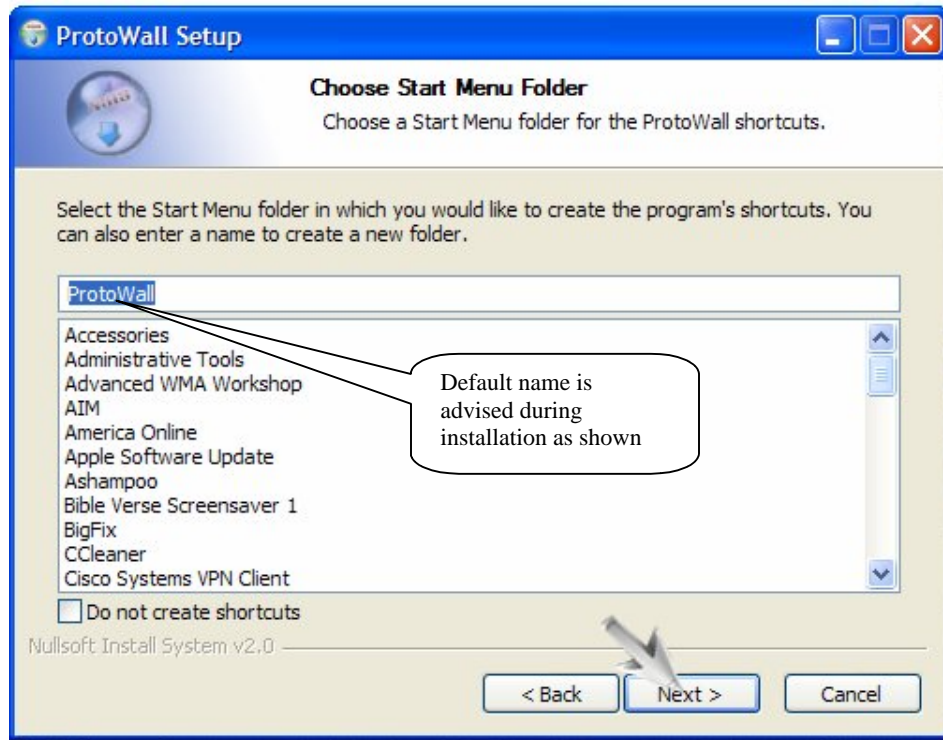 ProtoWall Setup
Choose Start Menu Folder
Choose a Start Menu folder for the ProtoWall shortcuts.
Select the Start Menu folder in which you would like to create the program's shortcuts. You
can also enter a name to create a new folder.
ProtoWall
Accessories
Administrative Tools
Advanced WMA Workshop
AIM
America Online
Apple Software Update
Ashampoo
Bible Verse Screensaver 1
BigFix
CCleaner
Cisco Systems VPN Client
Default name is
advised during
installation as shown
Do not create shortcuts
Nullsoft Install System v2.0
< Back
Next >
Cancel